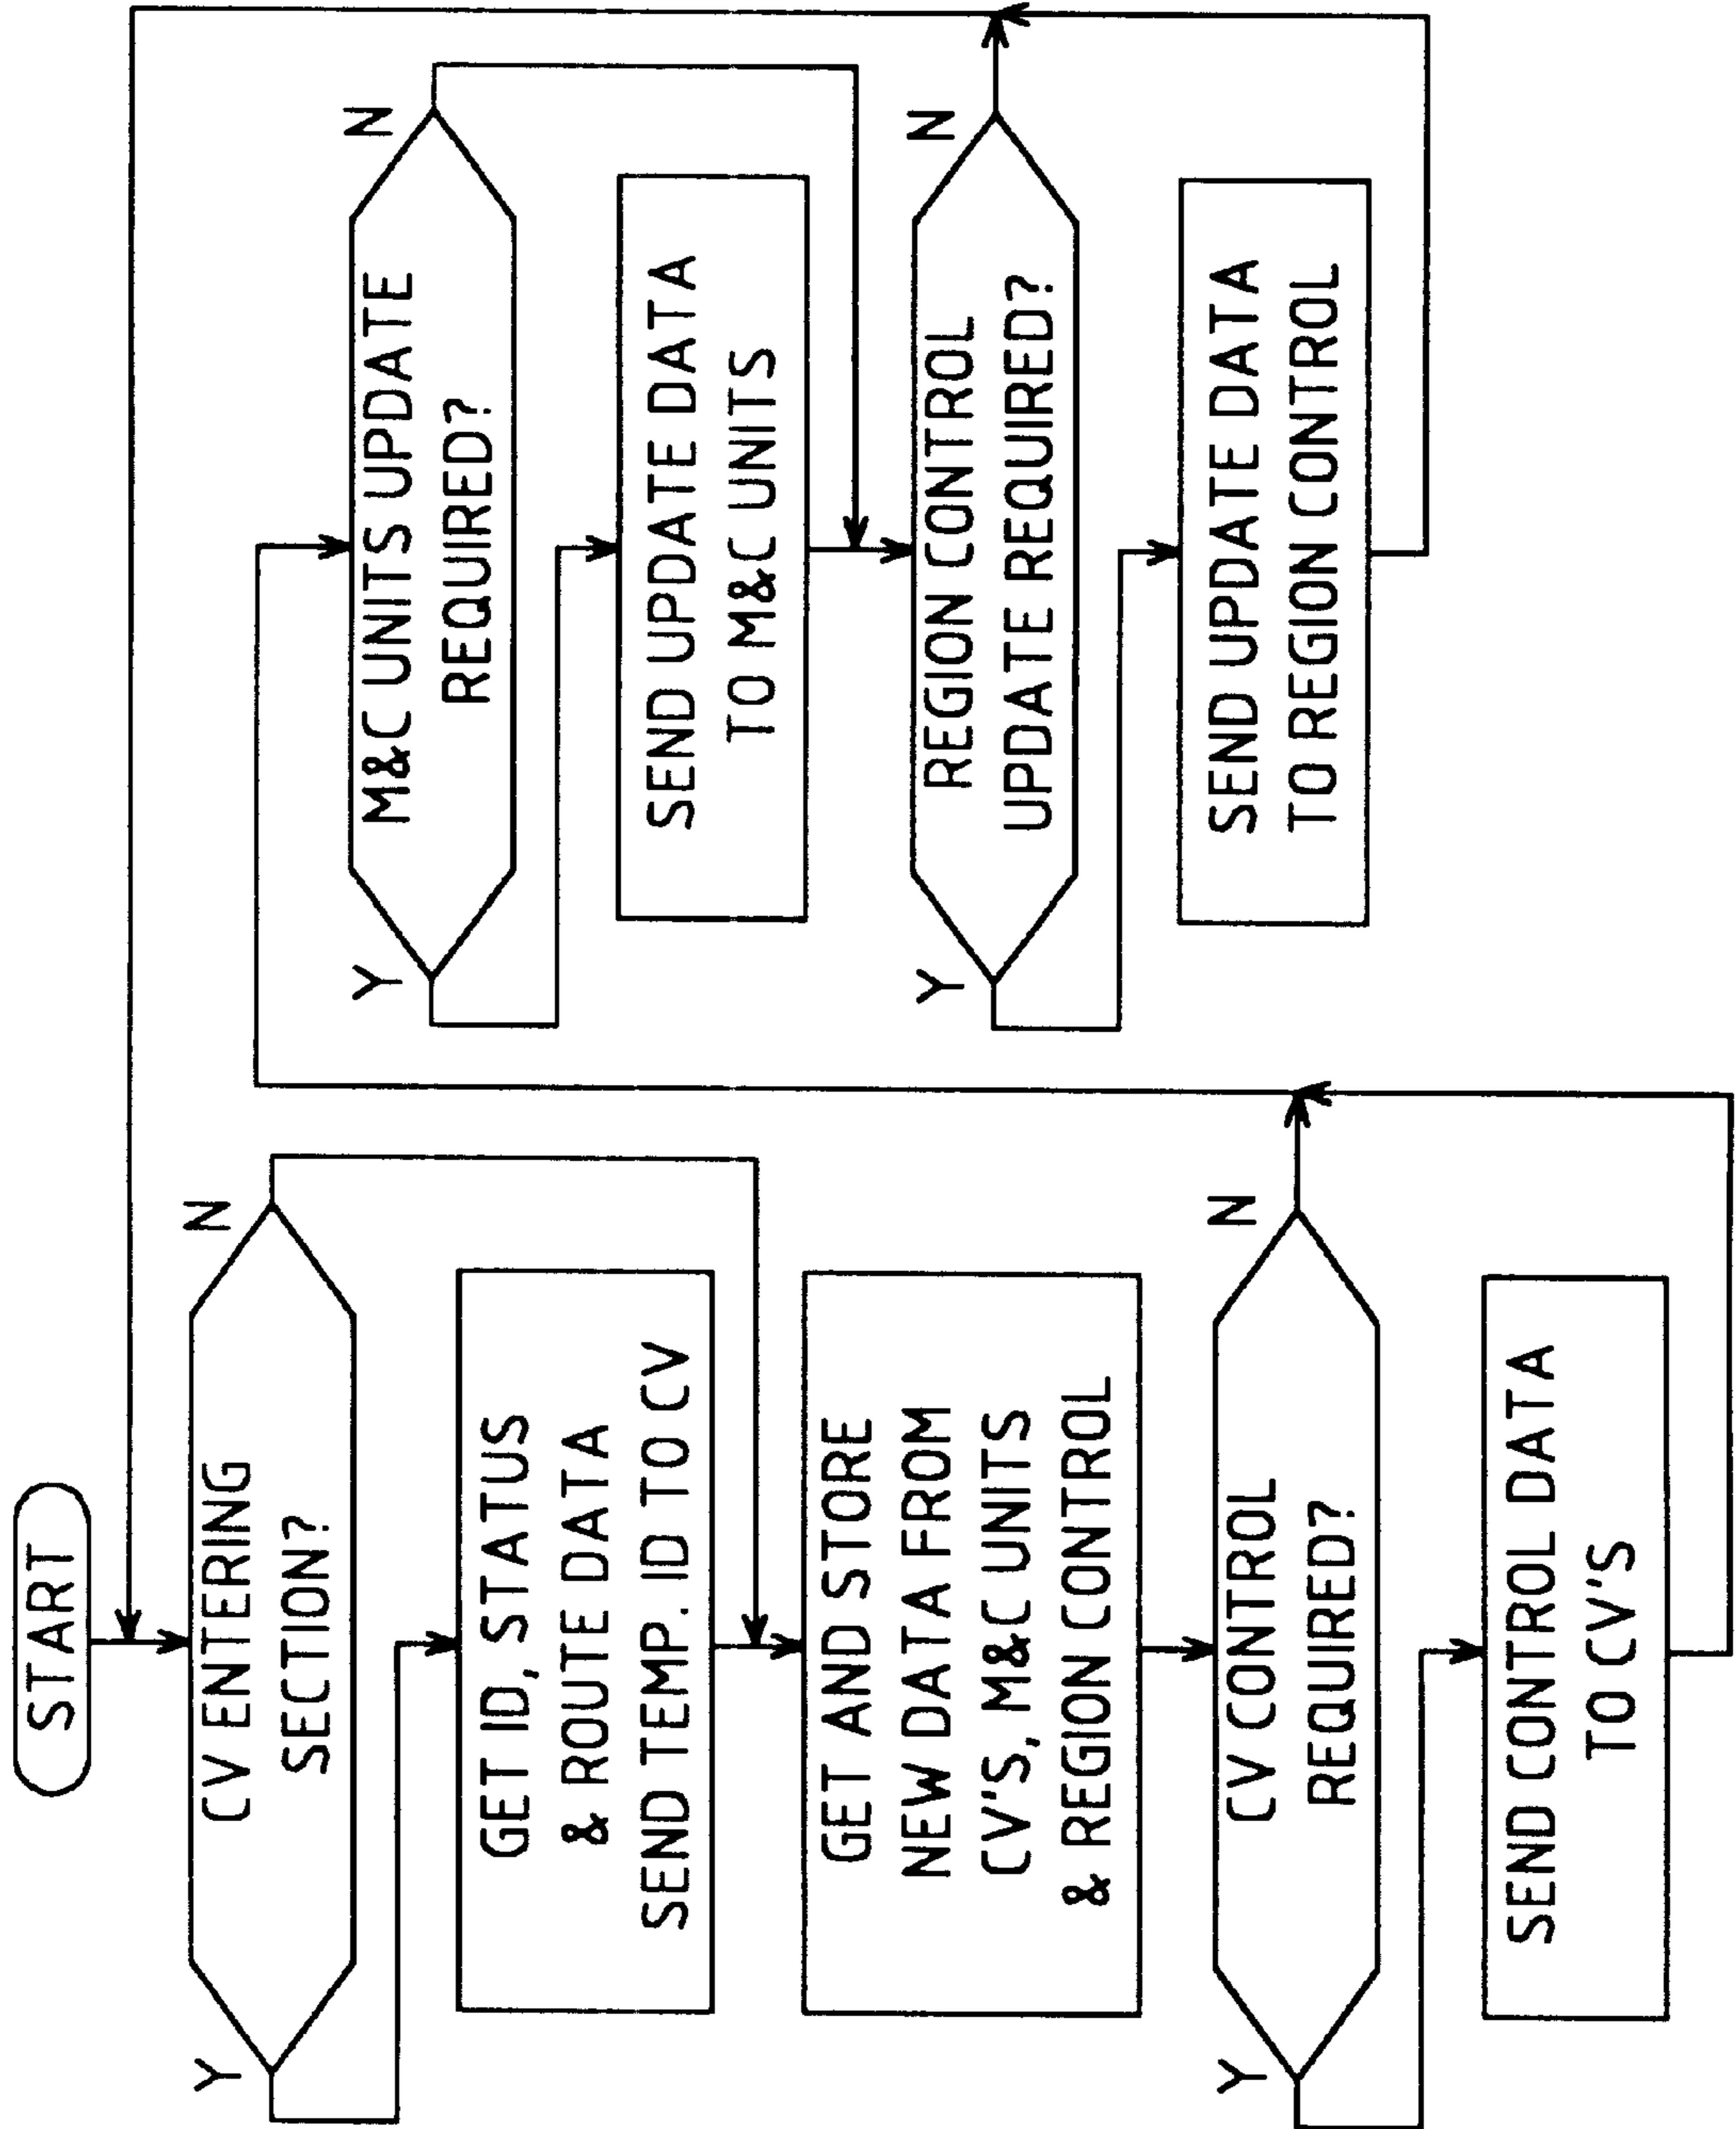 START
CV ENTERING
SECTION?
Y
N
GET ID, STATUS
& ROUTE DATA
SEND TEMP. ID TO CV
GET AND STORE
NEW DATA FROM
CV'S, M&C UNITS
& REGION CONTROL
CV CONTROL
REQUIRED?
Y
N
SEND CONTROL DATA
TO CV'S
M&C UNITS UPDATE
REQUIRED?
Y
N
SEND UPDATE DATA
TO M&C UNITS
REGION CONTROL
UPDATE REQUIRED?
Y
N
SEND UPDATE DATA
TO REGION CONTROL